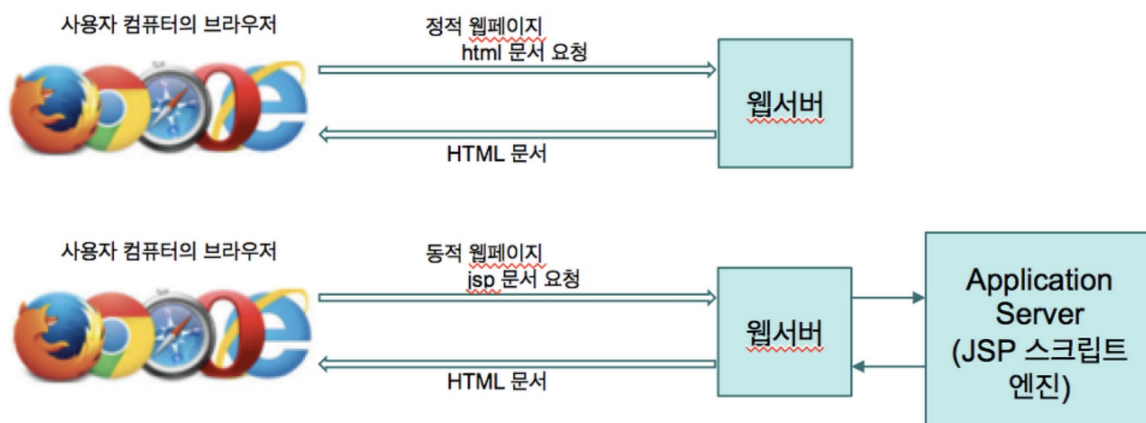 사용자 컴퓨터의 브라우저
정적 웹페이지
html 문서 요청
웹서버
HTML 문서
사용자 컴퓨터의 브라우저
동적 웹페이지
jsp 문서 요청
웹서버
HTML 문서
Application
Server
(JSP 스크립트
엔진)